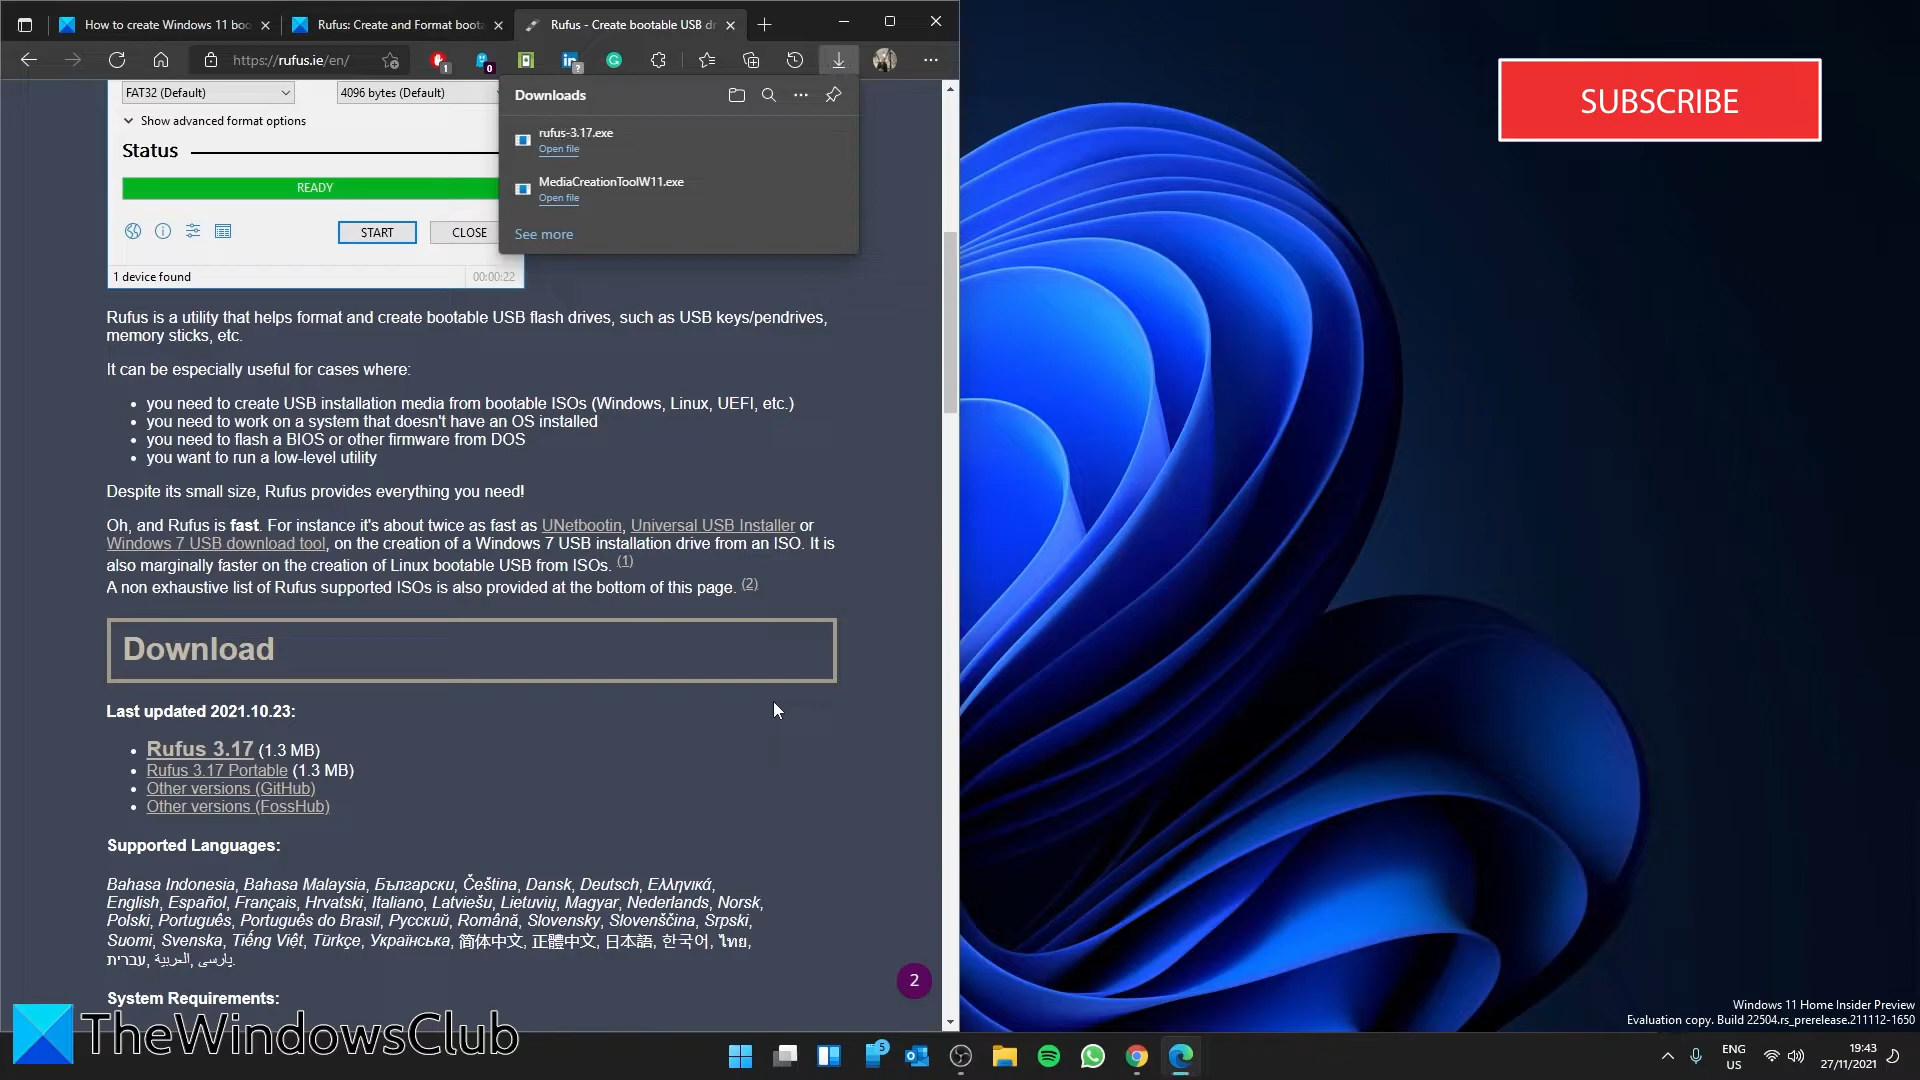 How to create Windows 11 boo
Rufus: Create and Format boota
Rufus - Create bootable USB dr
https://rufus.ie/en/
1
0
?
FAT32 (Default)
4096 bytes (Default)
Show advanced format options
Status
READY
START
CLOSE
1 device found
00:00:22
Downloads
rufus-3.17.exe
Open file
MediaCreationToolW11.exe
Open file
See more
SUBSCRIBE
Rufus is a utility that helps format and create bootable USB flash drives, such as USB keys/pendrives,
memory sticks, etc.
It can be especially useful for cases where:
• you need to create USB installation media from bootable ISOs (Windows, Linux, UEFI, etc.)
• you need to work on a system that doesn't have an OS installed
• you need to flash a BIOS or other firmware from DOS
• you want to run a low-level utility
Despite its small size, Rufus provides everything you need!
Oh, and Rufus is fast. For instance it's about twice as fast as UNetbootin, Universal USB Installer or
Windows 7 USB download tool, on the creation of a Windows 7 USB installation drive from an ISO. It is
also marginally faster on the creation of Linux bootable USB from ISOs. (1)
A non exhaustive list of Rufus supported ISOs is also provided at the bottom of this page. (2)
Download
Last updated 2021.10.23:
• Rufus 3.17 (1.3 MB)
• Rufus 3.17 Portable (1.3 MB)
• Other versions (GitHub)
• Other versions (FossHub)
Supported Languages:
Bahasa Indonesia, Bahasa Malaysia, Български, Čeština, Dansk, Deutsch, Ελληνικά,
English, Español, Français, Hrvatski, Italiano, Latviešu, Lietuvių, Magyar, Nederlands, Norsk,
Polski, Português, Português do Brasil, Русский, Română, Slovensky, Slovenščina, Srpski,
Suomi, Svenska, Tiếng Việt, Türkçe, Українська, 简体中文, 正體中文, 日本語, 한국어, ไทย,
עברית, العربية, پارسی.
2
System Requirements:
TheWindowsClub
Windows 11 Home Insider Preview
Evaluation copy. Build 22504.rs_prerelease.211112-1650
5
ENG
US
19:43
27/11/2021